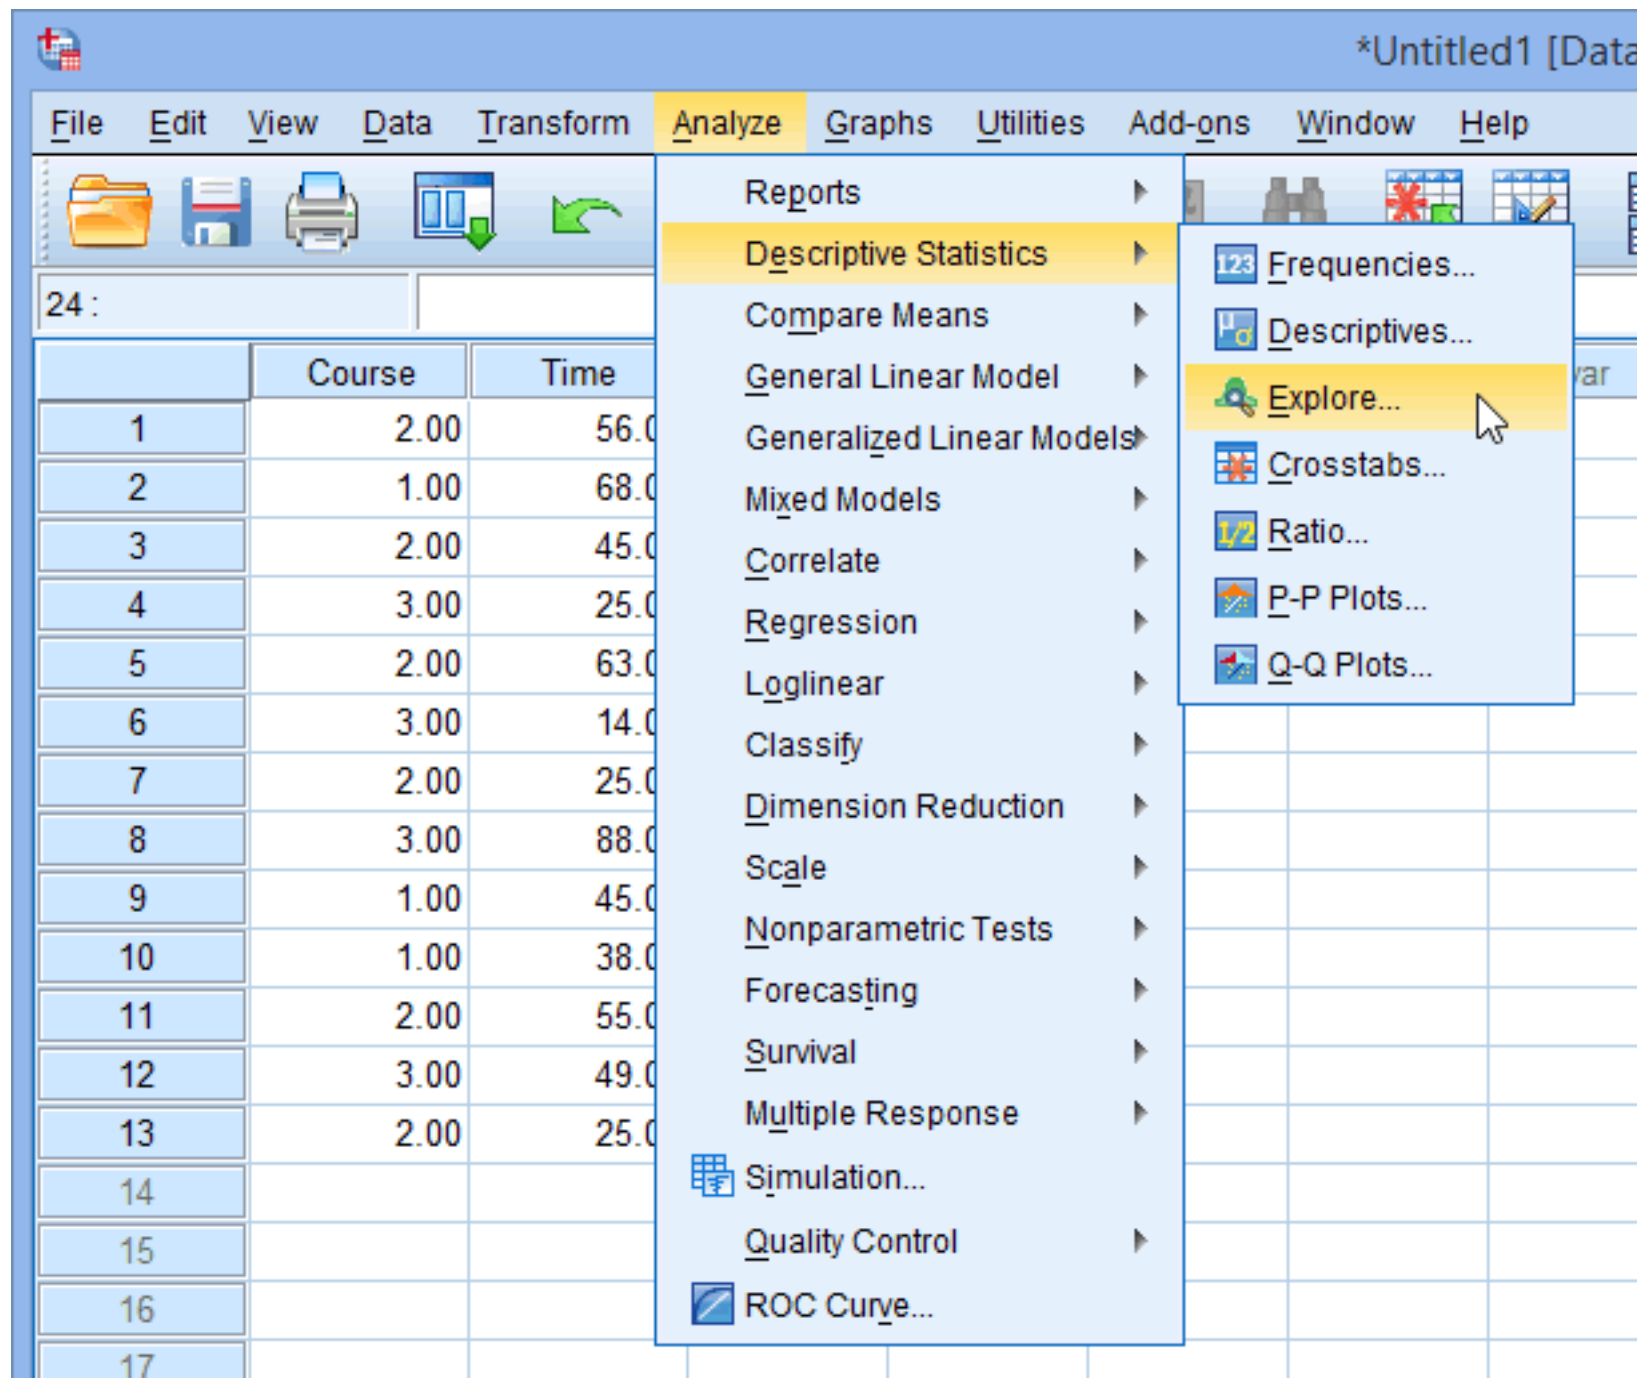 *Untitled1 [Data
File Edit View Data Transform Analyze Graphs Utilities Add-ons Window Help
24 :
Course Time var
1 2.00 56.0
2 1.00 68.0
3 2.00 45.0
4 3.00 25.0
5 2.00 63.0
6 3.00 14.0
7 2.00 25.0
8 3.00 88.0
9 1.00 45.0
10 1.00 38.0
11 2.00 55.0
12 3.00 49.0
13 2.00 25.0
14
15
16
17
Reports
Descriptive Statistics
Compare Means
General Linear Model
Generalized Linear Models
Mixed Models
Correlate
Regression
Loglinear
Classify
Dimension Reduction
Scale
Nonparametric Tests
Forecasting
Survival
Multiple Response
Simulation...
Quality Control
ROC Curve...
123 Frequencies...
μσ Descriptives...
Explore...
Crosstabs...
1/2 Ratio...
P-P Plots...
Q-Q Plots...